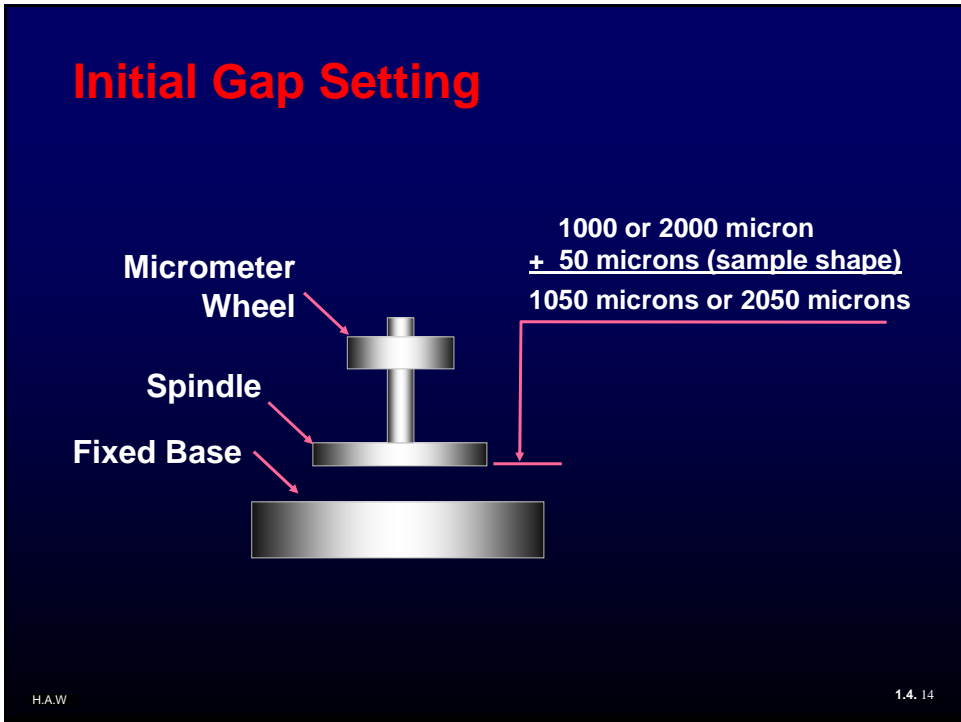 Initial Gap Setting
1000 or 2000 micron
+ 50 microns (sample shape)
1050 microns or 2050 microns
Micrometer
Wheel
Spindle
Fixed Base
H.A.W
1.4. 14